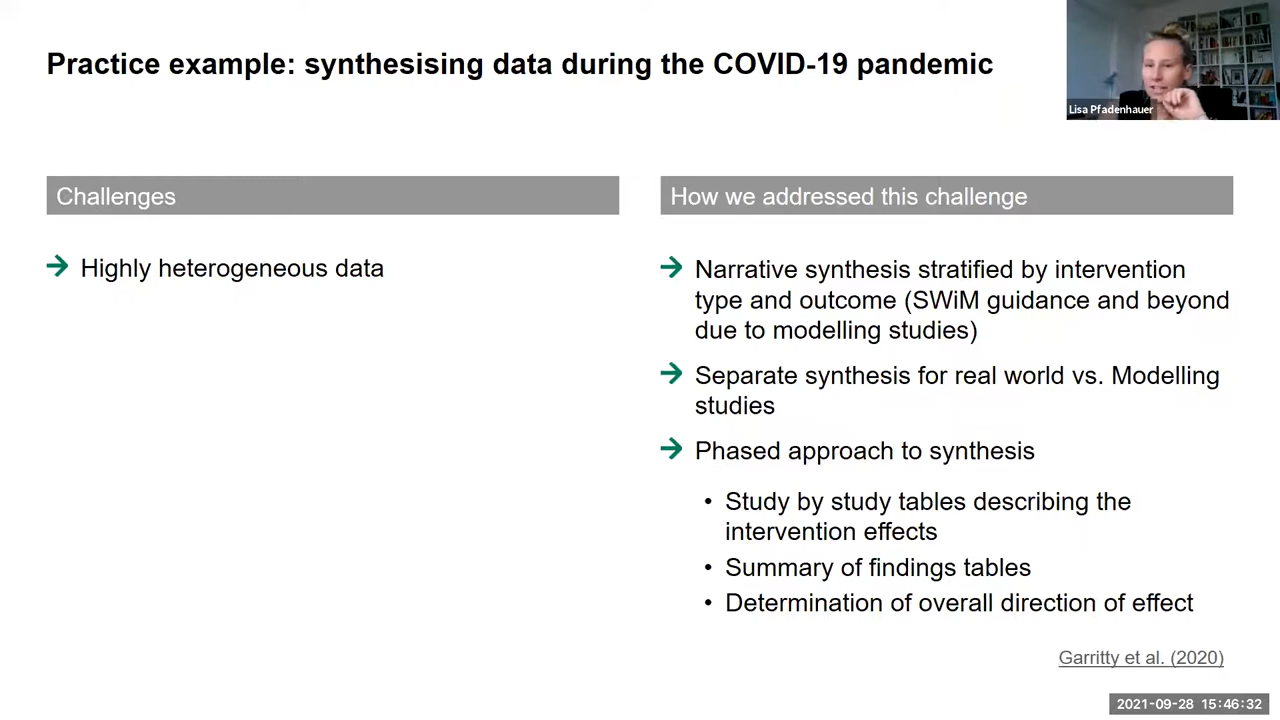 Practice example: synthesising data during the COVID-19 pandemic
Lisa Pfadenhauer
Challenges
→ Highly heterogeneous data
How we addressed this challenge
→ Narrative synthesis stratified by intervention
type and outcome (SWiM guidance and beyond
due to modelling studies)
→ Separate synthesis for real world vs. Modelling
studies
→ Phased approach to synthesis
• Study by study tables describing the
intervention effects
• Summary of findings tables
• Determination of overall direction of effect
Garritty et al. (2020)
2021-09-28 15:46:32